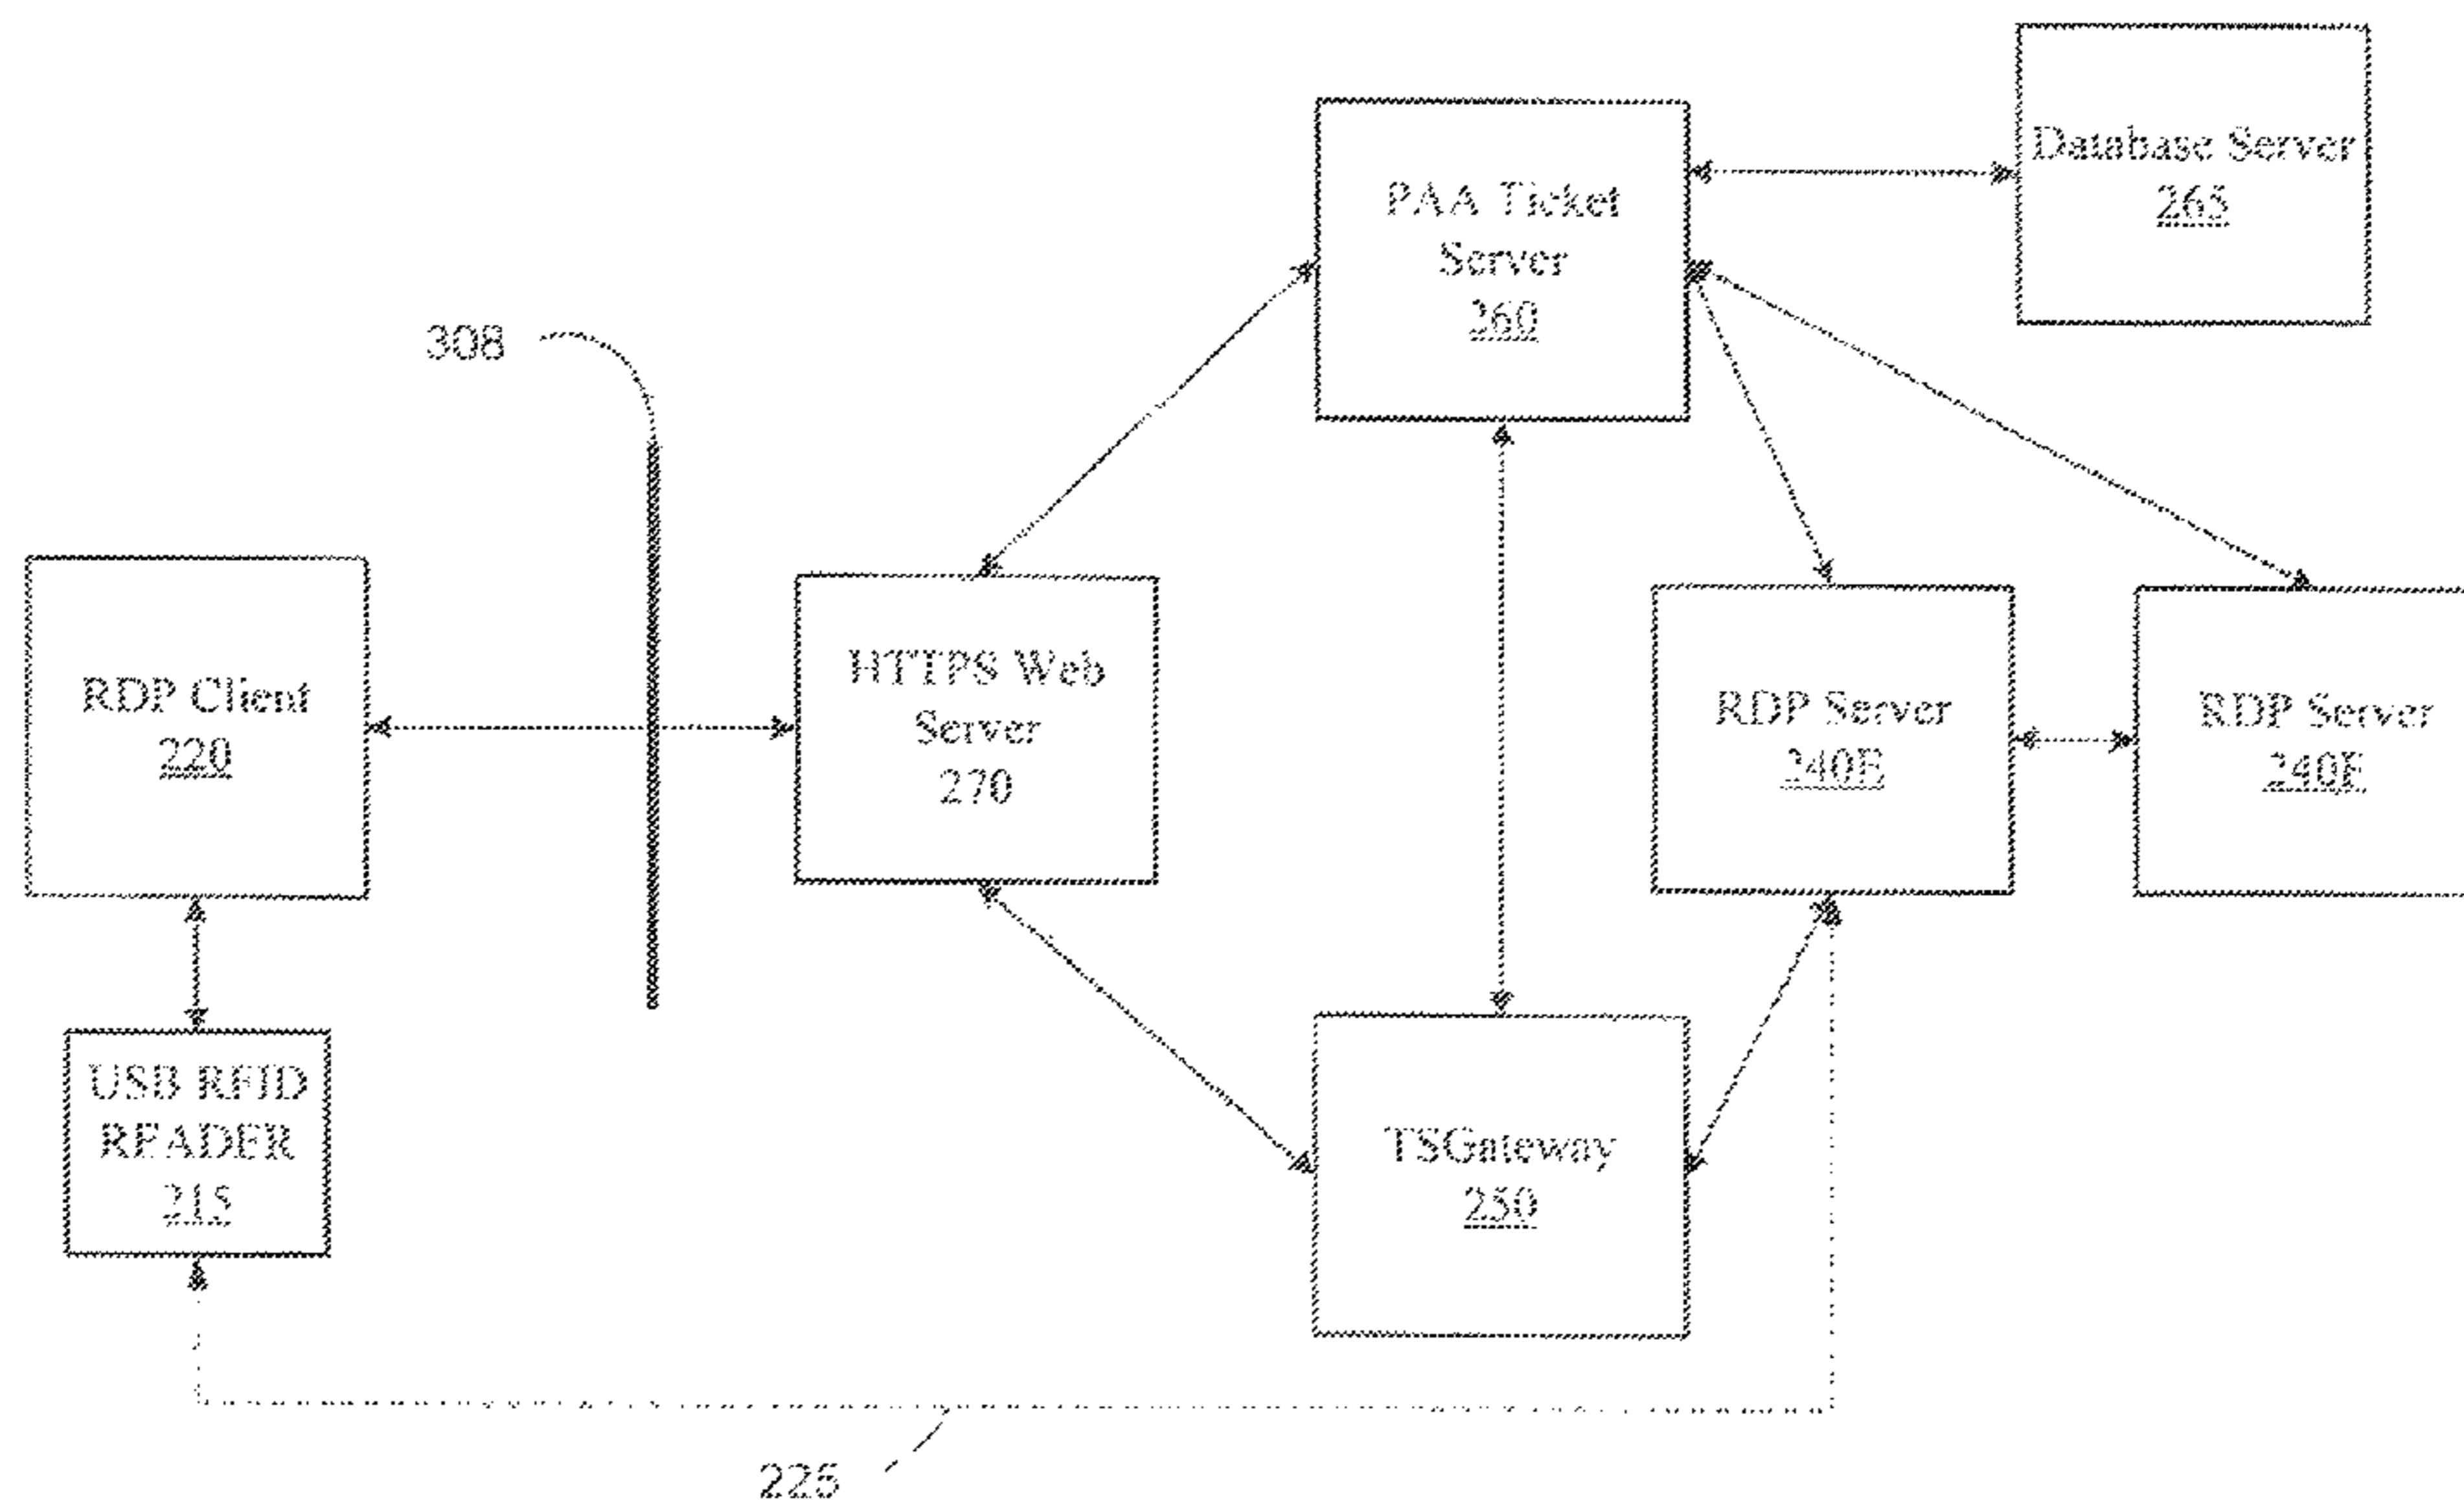 Database Server
265
PAA Ticket
Server
260
308
RDP Client
220
HTTPS Web
Server
270
RDP Server
240E
RDP Server
240F
USB RFID
READER
215
TSGateway
250
225